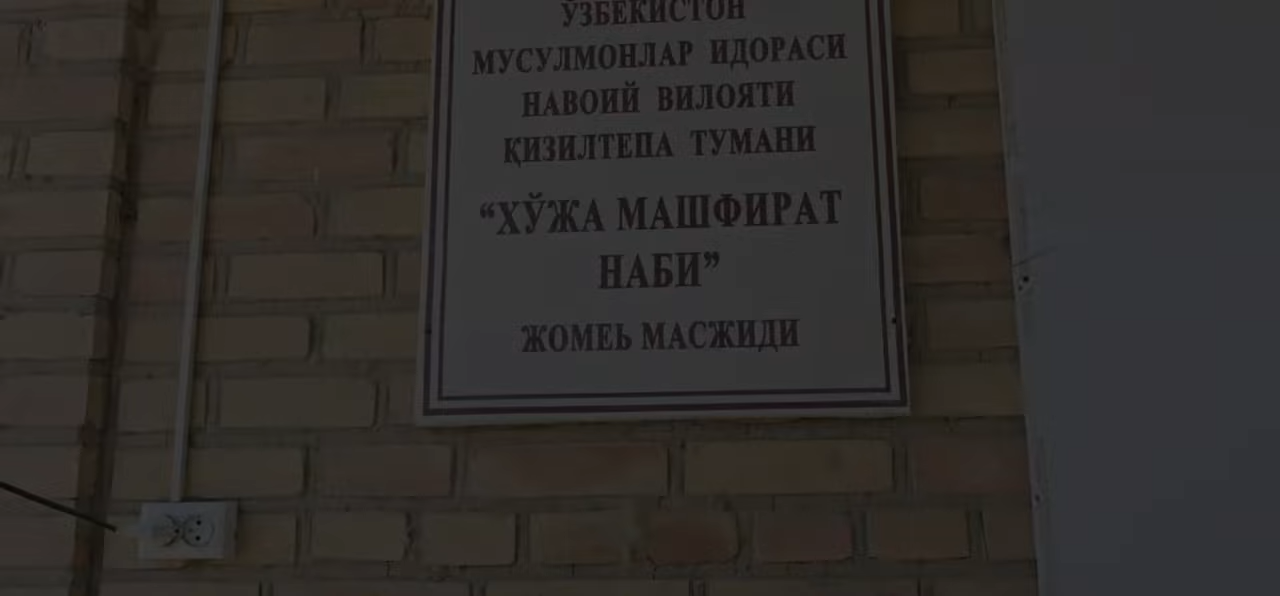 ЎЗБЕКИСТОН
МУСУЛМОНЛАР ИДОРАСИ
НАВОИЙ ВИЛОЯТИ
ҚИЗИЛТЕПА ТУМАНИ
“ХЎЖА МАШФИРАТ
НАБИ”
ЖОМЕЬ МАСЖИДИ